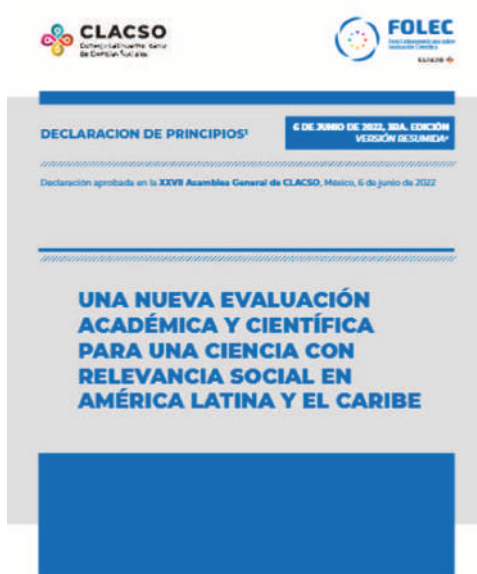 CLACSO
FOLEC
CLACSO
DECLARACION DE PRINCIPIOS¹
6 DE JUNIO DE 2022, 3RA. EDICIÓN
VERSIÓN RESUMIDA
Declaración aprobada en la XXVII Asamblea General de CLACSO, México, 6 de junio de 2022
UNA NUEVA EVALUACIÓN
ACADÉMICA Y CIENTÍFICA
PARA UNA CIENCIA CON
RELEVANCIA SOCIAL EN
AMÉRICA LATINA Y EL CARIBE